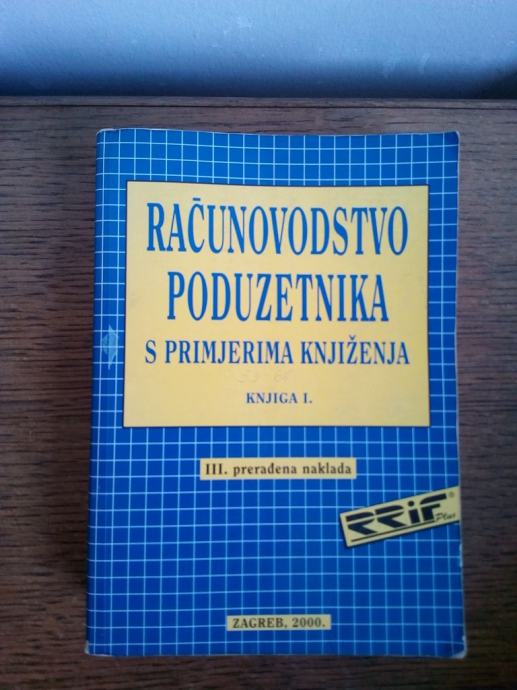 RAČUNOVODSTVO
PODUZETNIKA
S PRIMJERIMA KNJIŽENJA
KNJIGA I.
III. prerađena naklada
RRiF®
Plus
ZAGREB, 2000.